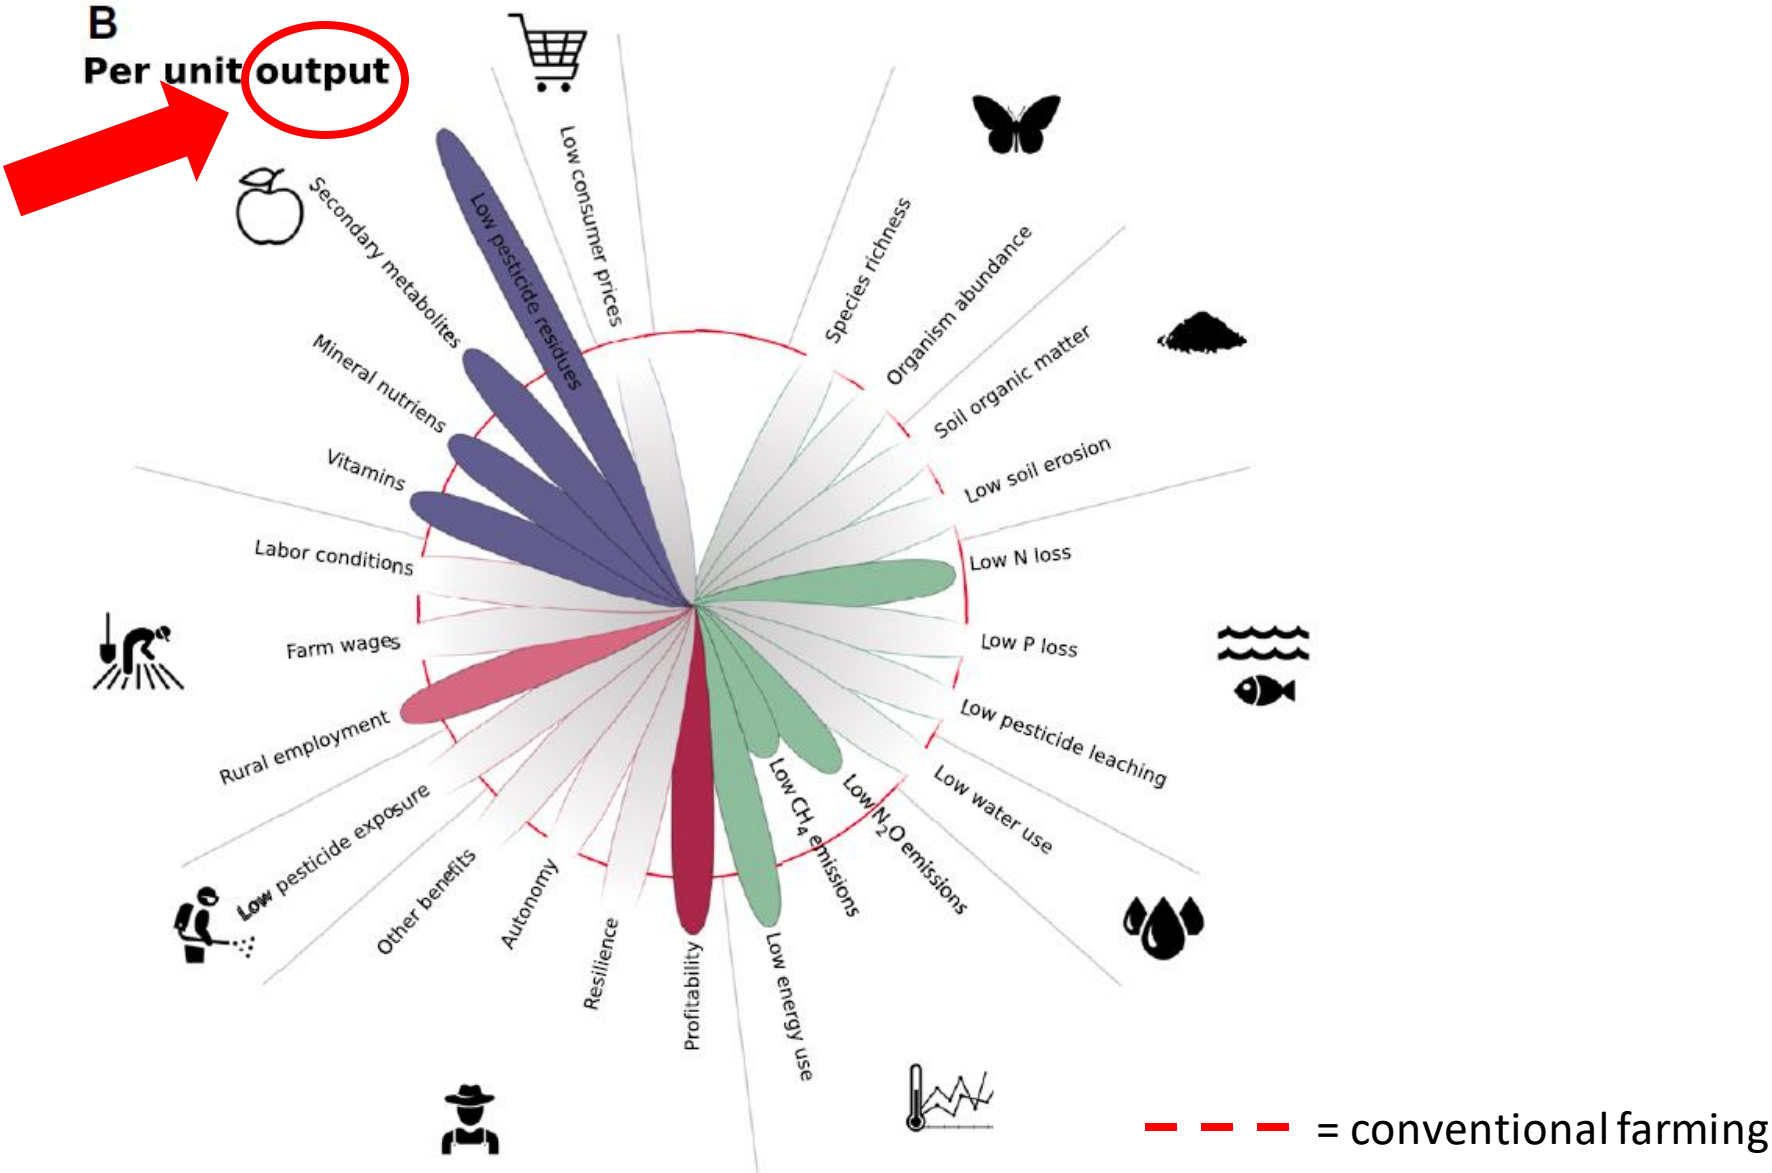 B
Per unit output
Low consumer prices
Species richness
Organism abundance
Soil organic matter
Low soil erosion
Low N loss
Low P loss
Low pesticide leaching
Low water use
Low N2O emissions
Low CH4 emissions
Low energy use
Profitability
Resilience
Autonomy
Other benefits
Low pesticide exposure
Rural employment
Farm wages
Labor conditions
Vitamins
Mineral nutriens
Secondary metabolites
Low pesticide residues
= conventional farming